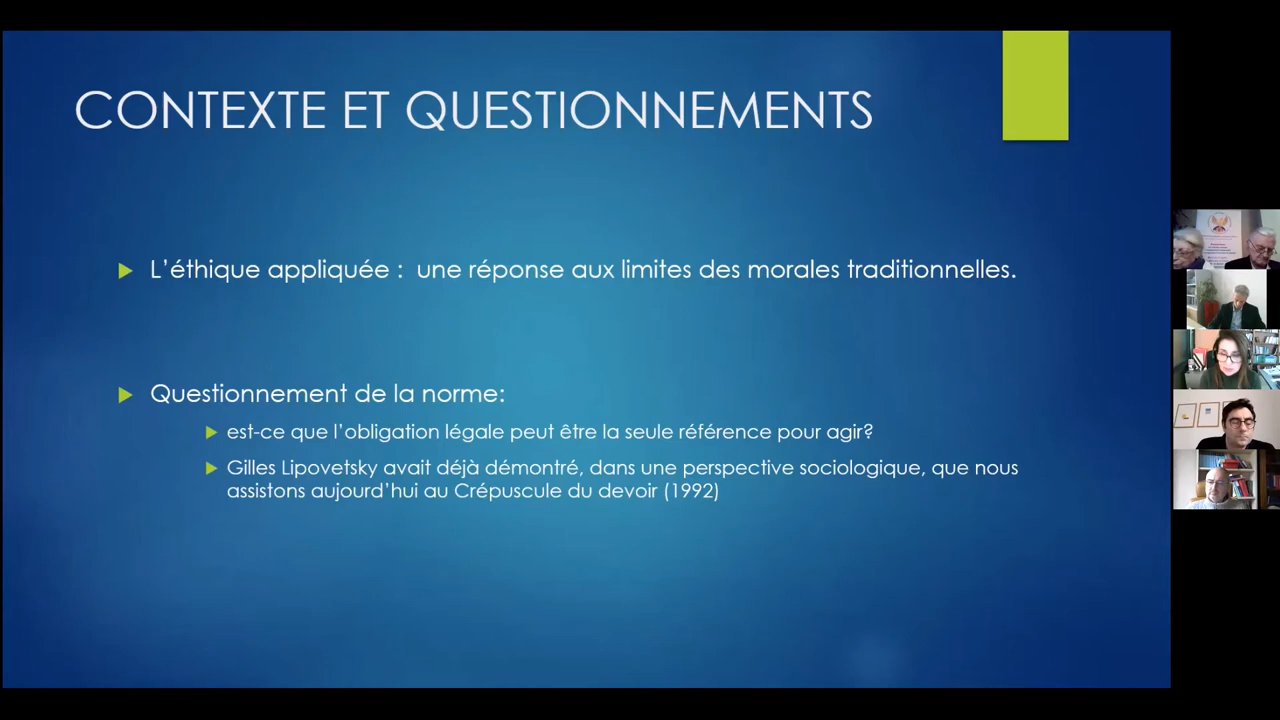 CONTEXTE ET QUESTIONNEMENTS
L'éthique appliquée :  une réponse aux limites des morales traditionnelles.
Questionnement de la norme:
est-ce que l'obligation légale peut être la seule référence pour agir?
Gilles Lipovetsky avait déjà démontré, dans une perspective sociologique, que nous
assistons aujourd'hui au Crépuscule du devoir (1992)